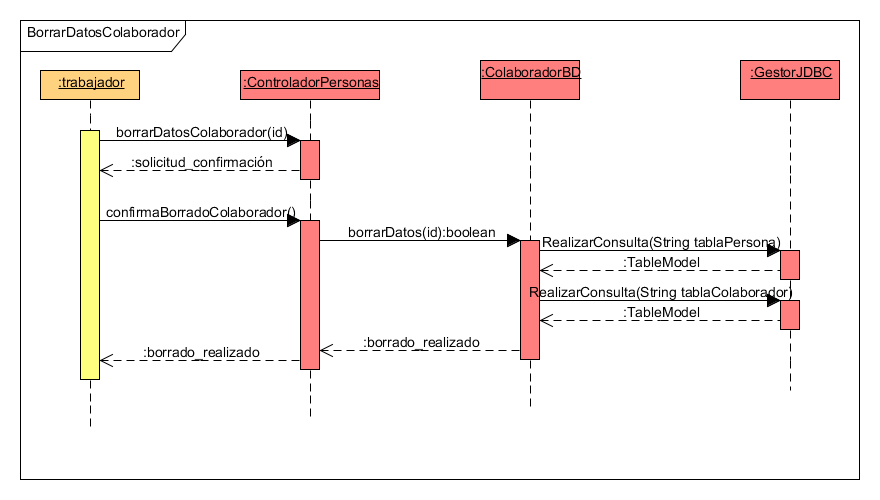 BorrarDatosColaborador
:trabajador
:ControladorPersonas
:ColaboradorBD
:GestorJDBC
borrarDatosColaborador(id)
:solicitud_confirmación
confirmaBorradoColaborador()
borrarDatos(id):boolean
RealizarConsulta(String tablaPersona)
:TableModel
RealizarConsulta(String tablaColaborador)
:TableModel
:borrado_realizado
:borrado_realizado